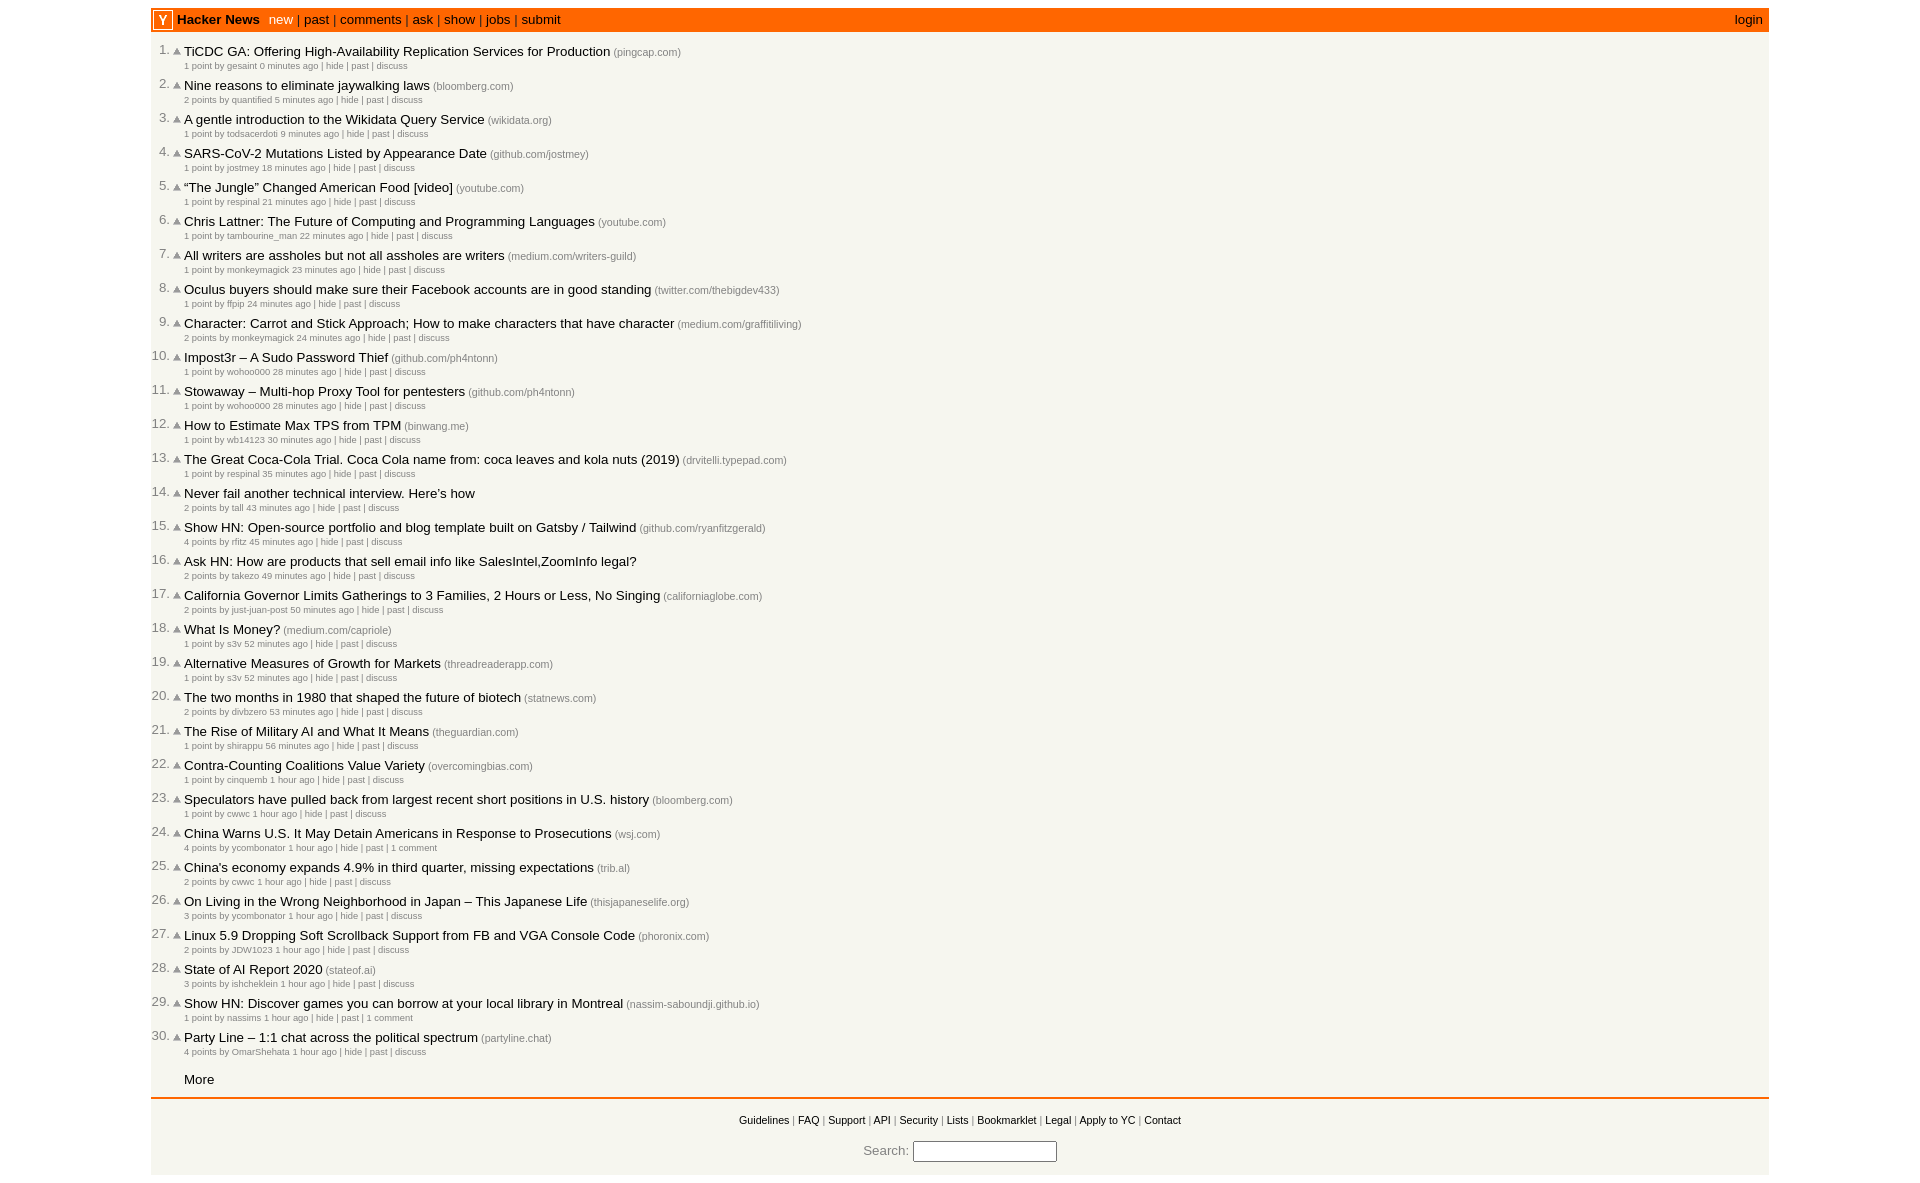 Y Hacker News new | past | comments | ask | show | jobs | submit login
1. TiCDC GA: Offering High-Availability Replication Services for Production (pingcap.com)
1 point by gesaint 0 minutes ago | hide | past | discuss
2. Nine reasons to eliminate jaywalking laws (bloomberg.com)
2 points by quantified 5 minutes ago | hide | past | discuss
3. A gentle introduction to the Wikidata Query Service (wikidata.org)
1 point by todsacerdoti 9 minutes ago | hide | past | discuss
4. SARS-CoV-2 Mutations Listed by Appearance Date (github.com/jostmey)
1 point by jostmey 18 minutes ago | hide | past | discuss
5. “The Jungle” Changed American Food [video] (youtube.com)
1 point by respinal 21 minutes ago | hide | past | discuss
6. Chris Lattner: The Future of Computing and Programming Languages (youtube.com)
1 point by tambourine_man 22 minutes ago | hide | past | discuss
7. All writers are assholes but not all assholes are writers (medium.com/writers-guild)
1 point by monkeymagick 23 minutes ago | hide | past | discuss
8. Oculus buyers should make sure their Facebook accounts are in good standing (twitter.com/thebigdev433)
1 point by ffpip 24 minutes ago | hide | past | discuss
9. Character: Carrot and Stick Approach; How to make characters that have character (medium.com/graffitiliving)
2 points by monkeymagick 24 minutes ago | hide | past | discuss
10. Impost3r – A Sudo Password Thief (github.com/ph4ntonn)
1 point by wohoo000 28 minutes ago | hide | past | discuss
11. Stowaway – Multi-hop Proxy Tool for pentesters (github.com/ph4ntonn)
1 point by wohoo000 28 minutes ago | hide | past | discuss
12. How to Estimate Max TPS from TPM (binwang.me)
1 point by wb14123 30 minutes ago | hide | past | discuss
13. The Great Coca-Cola Trial. Coca Cola name from: coca leaves and kola nuts (2019) (drvitelli.typepad.com)
1 point by respinal 35 minutes ago | hide | past | discuss
14. Never fail another technical interview. Here’s how
2 points by tall 43 minutes ago | hide | past | discuss
15. Show HN: Open-source portfolio and blog template built on Gatsby / Tailwind (github.com/ryanfitzgerald)
4 points by rfitz 45 minutes ago | hide | past | discuss
16. Ask HN: How are products that sell email info like SalesIntel,ZoomInfo legal?
2 points by takezo 49 minutes ago | hide | past | discuss
17. California Governor Limits Gatherings to 3 Families, 2 Hours or Less, No Singing (californiaglobe.com)
2 points by just-juan-post 50 minutes ago | hide | past | discuss
18. What Is Money? (medium.com/capriole)
1 point by s3v 52 minutes ago | hide | past | discuss
19. Alternative Measures of Growth for Markets (threadreaderapp.com)
1 point by s3v 52 minutes ago | hide | past | discuss
20. The two months in 1980 that shaped the future of biotech (statnews.com)
2 points by divbzero 53 minutes ago | hide | past | discuss
21. The Rise of Military AI and What It Means (theguardian.com)
1 point by shirappu 56 minutes ago | hide | past | discuss
22. Contra-Counting Coalitions Value Variety (overcomingbias.com)
1 point by cinquemb 1 hour ago | hide | past | discuss
23. Speculators have pulled back from largest recent short positions in U.S. history (bloomberg.com)
1 point by cwwc 1 hour ago | hide | past | discuss
24. China Warns U.S. It May Detain Americans in Response to Prosecutions (wsj.com)
4 points by ycombonator 1 hour ago | hide | past | 1 comment
25. China's economy expands 4.9% in third quarter, missing expectations (trib.al)
2 points by cwwc 1 hour ago | hide | past | discuss
26. On Living in the Wrong Neighborhood in Japan – This Japanese Life (thisjapaneselife.org)
3 points by ycombonator 1 hour ago | hide | past | discuss
27. Linux 5.9 Dropping Soft Scrollback Support from FB and VGA Console Code (phoronix.com)
2 points by JDW1023 1 hour ago | hide | past | discuss
28. State of AI Report 2020 (stateof.ai)
3 points by ishcheklein 1 hour ago | hide | past | discuss
29. Show HN: Discover games you can borrow at your local library in Montreal (nassim-saboundji.github.io)
1 point by nassims 1 hour ago | hide | past | 1 comment
30. Party Line – 1:1 chat across the political spectrum (partyline.chat)
4 points by OmarShehata 1 hour ago | hide | past | discuss
More
Guidelines | FAQ | Support | API | Security | Lists | Bookmarklet | Legal | Apply to YC | Contact
Search: